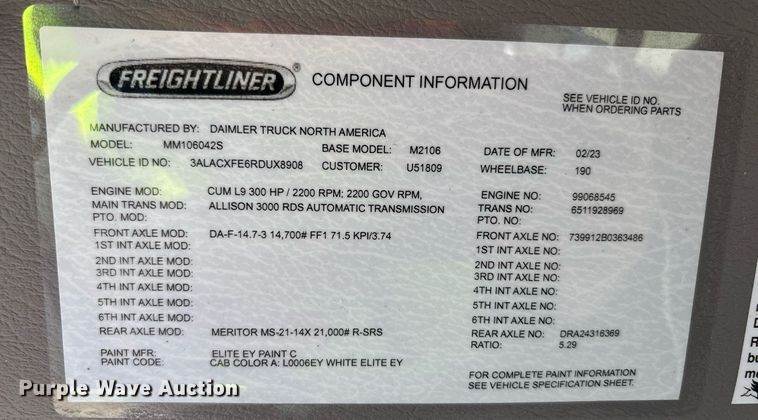 FREIGHTLINER® COMPONENT INFORMATION
SEE VEHICLE ID NO.
WHEN ORDERING PARTS
MANUFACTURED BY: DAIMLER TRUCK NORTH AMERICA
MODEL: MM106042S BASE MODEL: M2106 DATE OF MFR: 02/23
VEHICLE ID NO: 3ALACXFE6RDUX8908 CUSTOMER: U51809 WHEELBASE: 190
ENGINE MOD: CUM L9 300 HP / 2200 RPM; 2200 GOV RPM, ENGINE NO: 99068545
MAIN TRANS MOD: ALLISON 3000 RDS AUTOMATIC TRANSMISSION TRANS NO: 6511928969
PTO. MOD: PTO. NO:
FRONT AXLE MOD: DA-F-14.7-3 14,700# FF1 71.5 KPI/3.74 FRONT AXLE NO: 739912B0363486
1ST INT AXLE MOD: 1ST INT AXLE NO:
2ND INT AXLE MOD: 2ND INT AXLE NO:
3RD INT AXLE MOD: 3RD INT AXLE NO:
4TH INT AXLE MOD: 4TH INT AXLE NO:
5TH INT AXLE MOD: 5TH INT AXLE NO:
6TH INT AXLE MOD: 6TH INT AXLE NO:
REAR AXLE MOD: MERITOR MS-21-14X 21,000# R-SRS REAR AXLE NO: DRA24316369
RATIO: 5.29
PAINT MFR: ELITE EY PAINT C
PAINT CODE: CAB COLOR A: L0006EY WHITE ELITE EY
FOR COMPLETE PAINT INFORMATION
SEE VEHICLE SPECIFICATION SHEET.
Purple Wave Auction